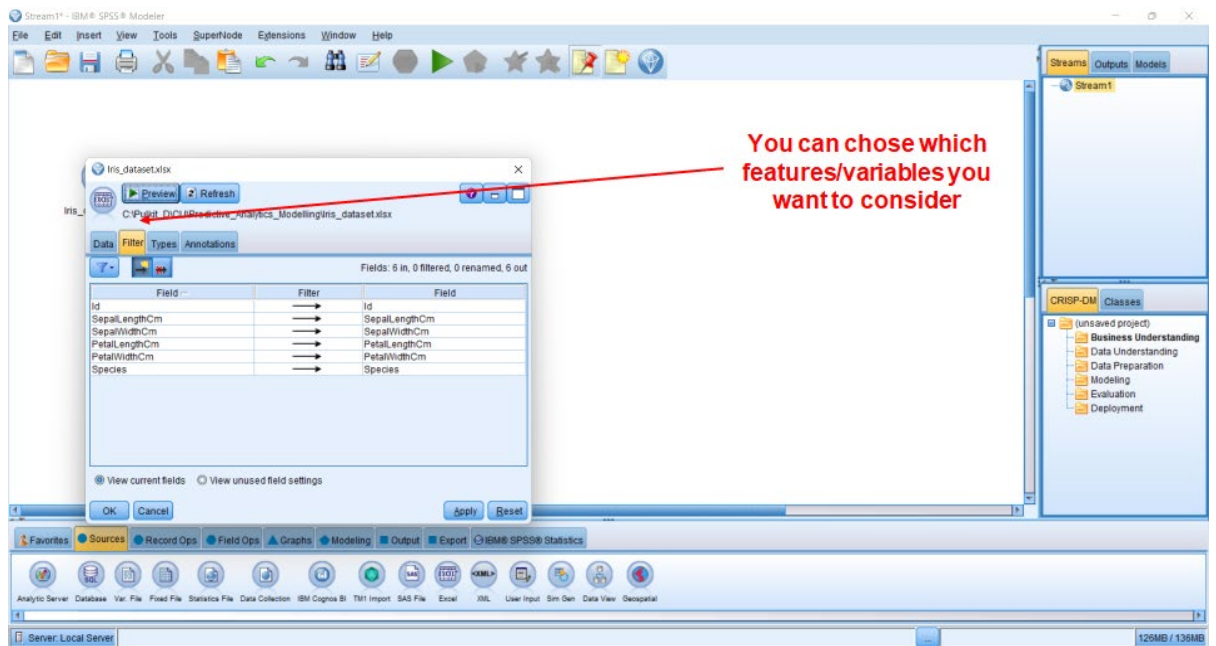 Stream1* - IBM® SPSS® Modeler
File Edit Insert View Tools SuperNode Extensions Window Help
Streams Outputs Models
Stream1
You can chose which
features/variables you
want to consider
Iris_dataset.xlsx
Preview Refresh
Iris_
C:\Pulkit_D\CU\Predictive_Analytics_Modelling\Iris_dataset.xlsx
Data Filter Types Annotations
Fields: 6 in, 0 filtered, 0 renamed, 6 out
Field Filter Field
Id Id
SepalLengthCm SepalLengthCm
SepalWidthCm SepalWidthCm
PetalLengthCm PetalLengthCm
PetalWidthCm PetalWidthCm
Species Species
View current fields View unused field settings
OK Cancel Apply Reset
CRISP-DM Classes
(unsaved project)
Business Understanding
Data Understanding
Data Preparation
Modeling
Evaluation
Deployment
Favorites Sources Record Ops Field Ops Graphs Modeling Output Export IBM® SPSS® Statistics
SQL EXCEL SAS <XML>
Analytic Server Database Var. File Fixed File Statistics File Data Collection IBM Cognos BI TM1 Import SAS File Excel XML User Input Sim Gen Data View Geospatial
Server: Local Server ... 126MB / 136MB